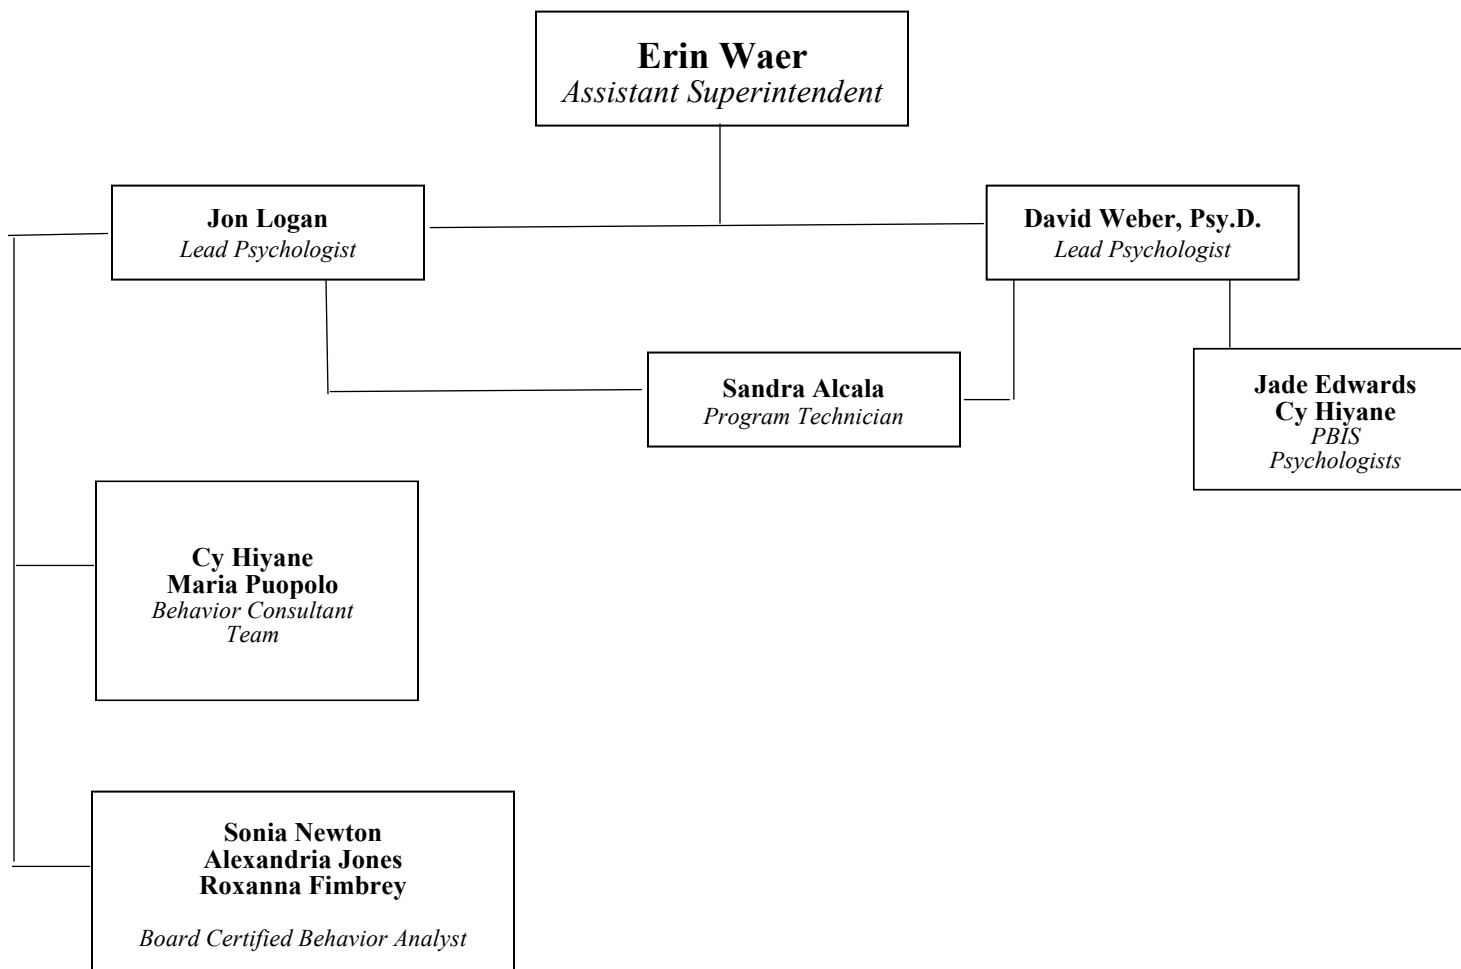 Erin Waer
Assistant Superintendent
Jon Logan
Lead Psychologist
David Weber, Psy.D.
Lead Psychologist
Sandra Alcala
Program Technician
Jade Edwards
Cy Hiyane
PBIS
Psychologists
Cy Hiyane
Maria Puopolo
Behavior Consultant
Team
Sonia Newton
Alexandria Jones
Roxanna Fimbrey
Board Certified Behavior Analyst